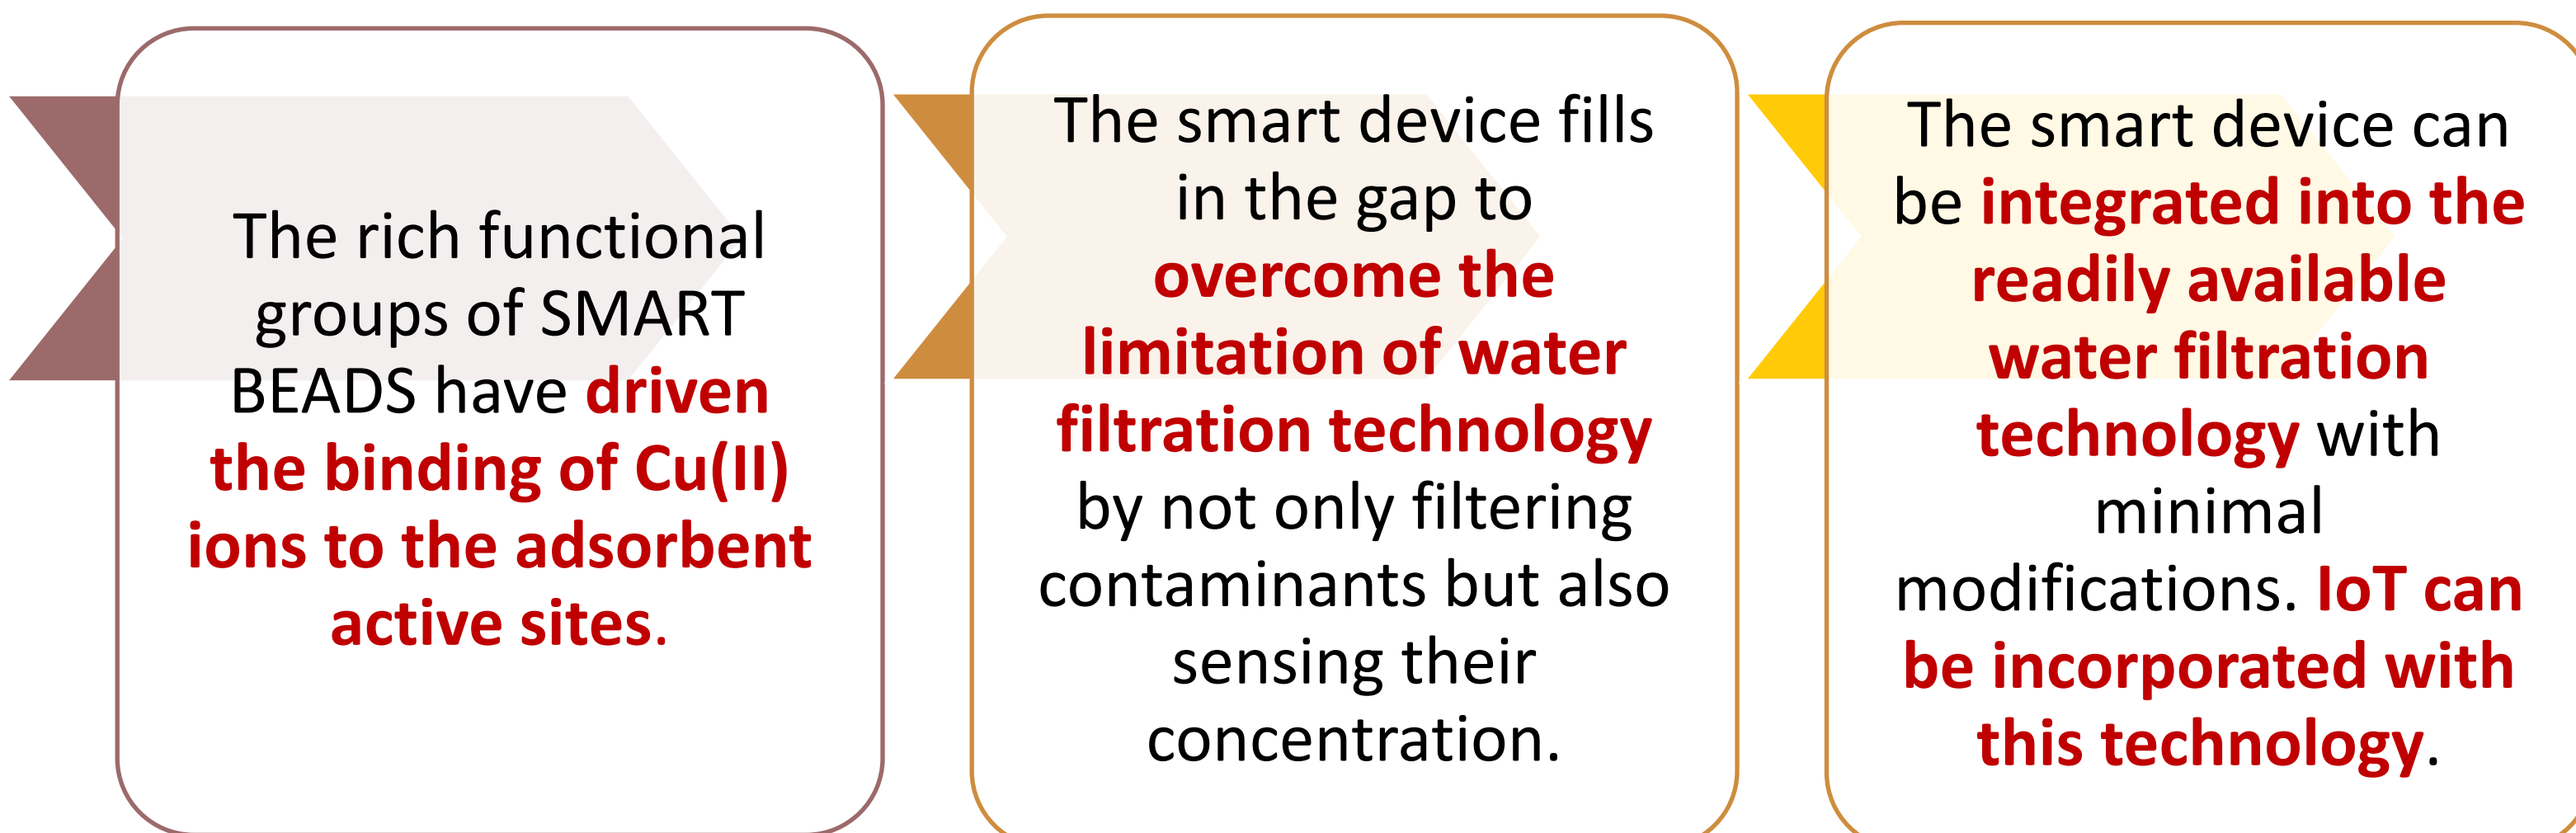 The rich functional
groups of SMART
BEADS have driven
the binding of Cu(II)
ions to the adsorbent
active sites.
The smart device fills
in the gap to
overcome the
limitation of water
filtration technology
by not only filtering
contaminants but also
sensing their
concentration.
The smart device can
be integrated into the
readily available
water filtration
technology with
minimal
modifications. IoT can
be incorporated with
this technology.